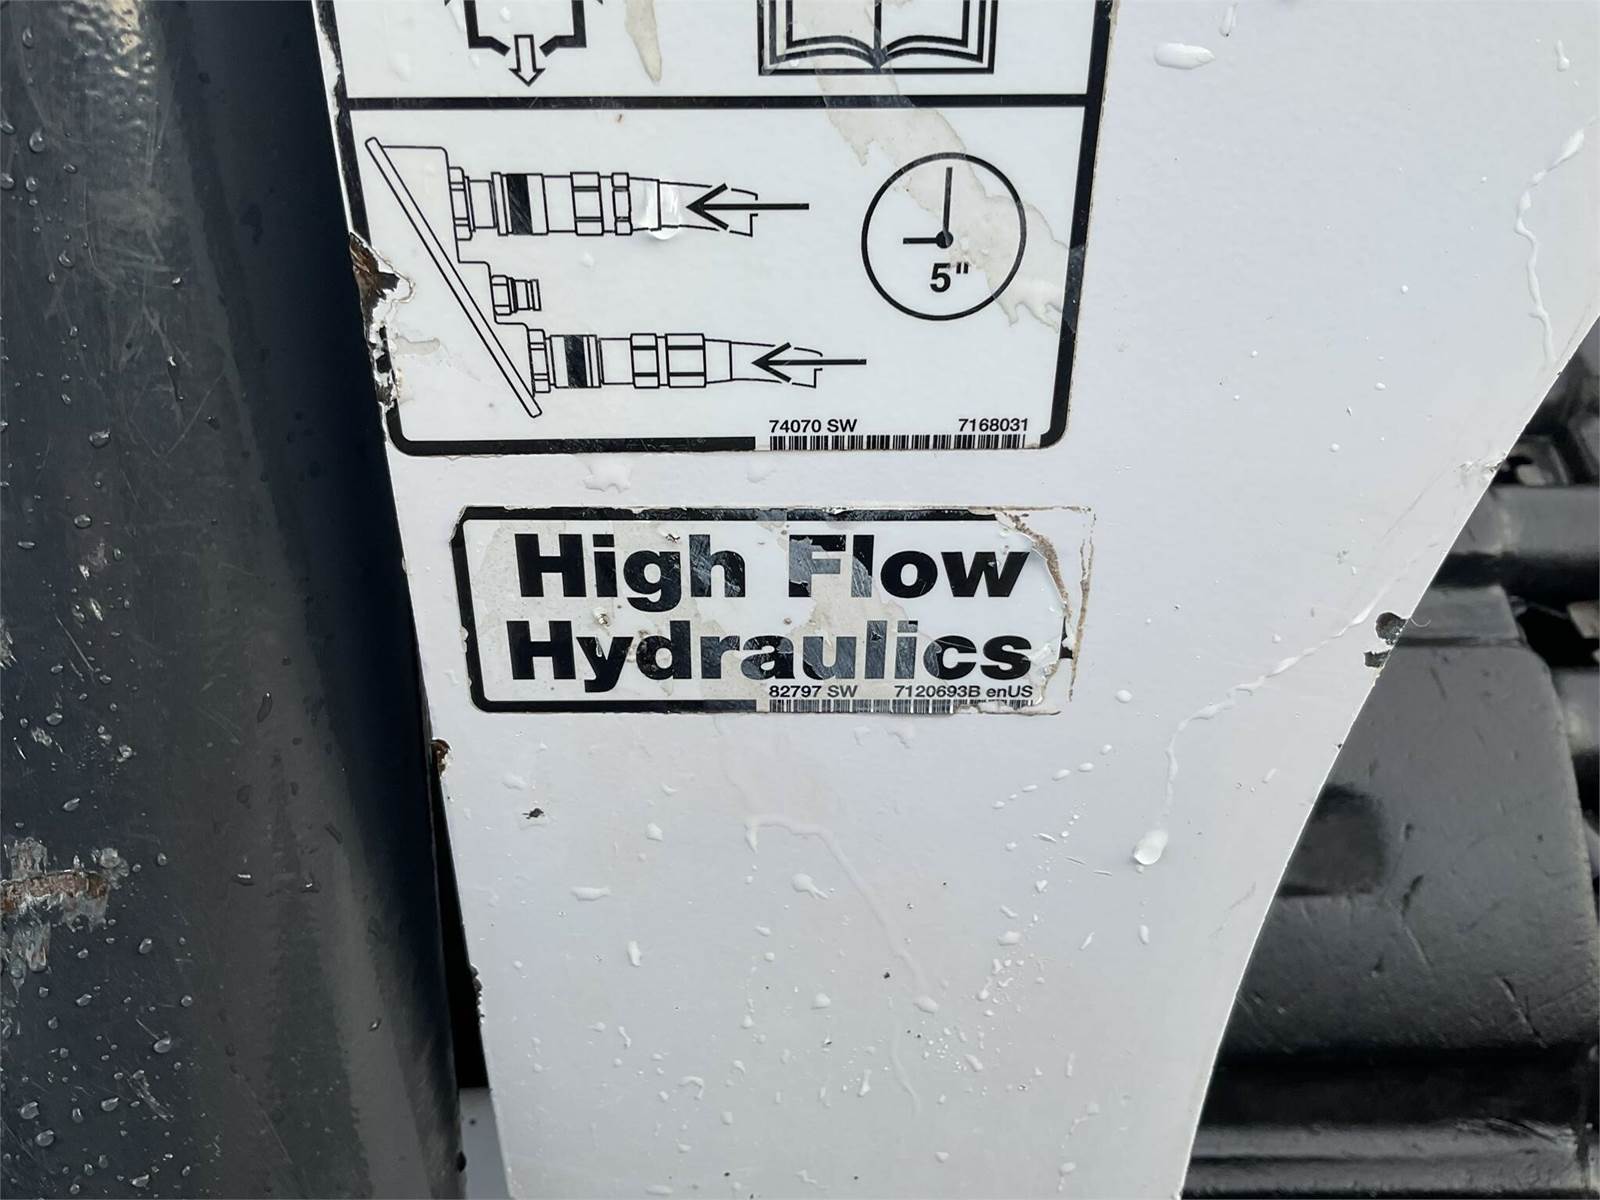 5"
74070 SW 7168031
High Flow
Hydraulics
82797 SW 7120693B enUS